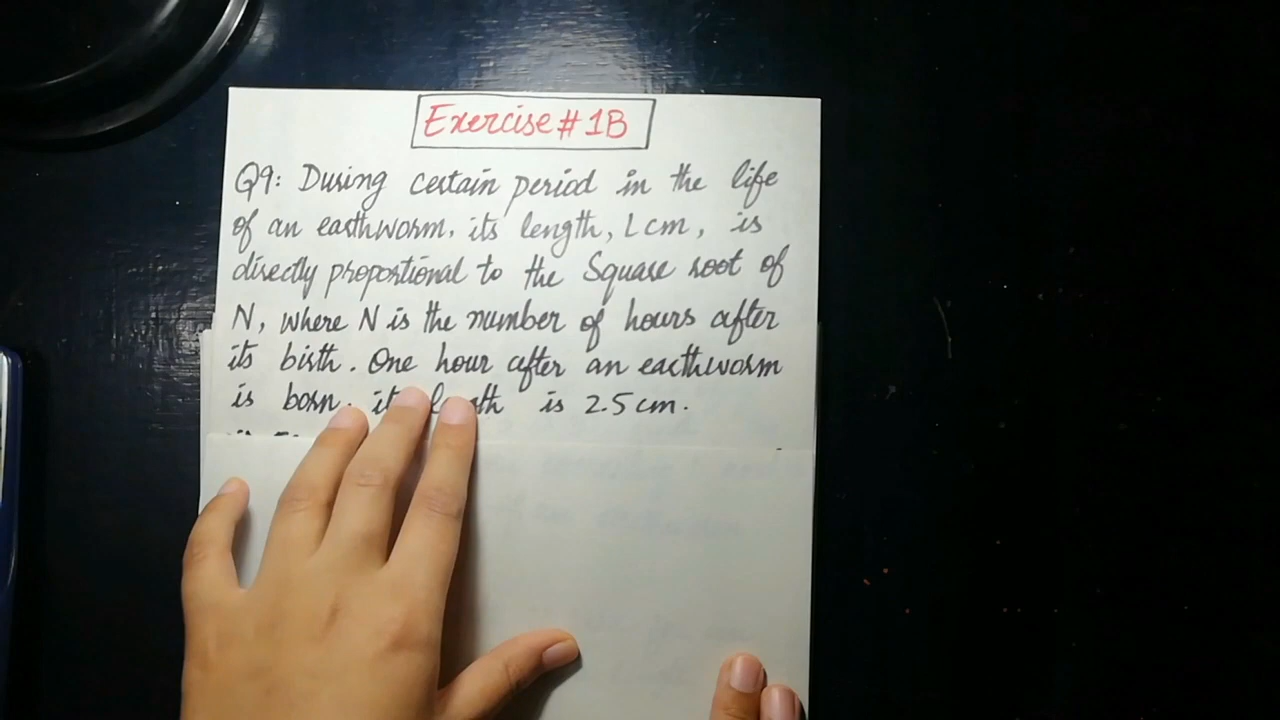 Exercise # 1B
Q9: During certain period in the life
of an earthworm, its length, L cm, is
directly proportional to the Square root of
N, where N is the number of hours after
its birth. One hour after an earthworm
is born, its length is 2.5 cm.